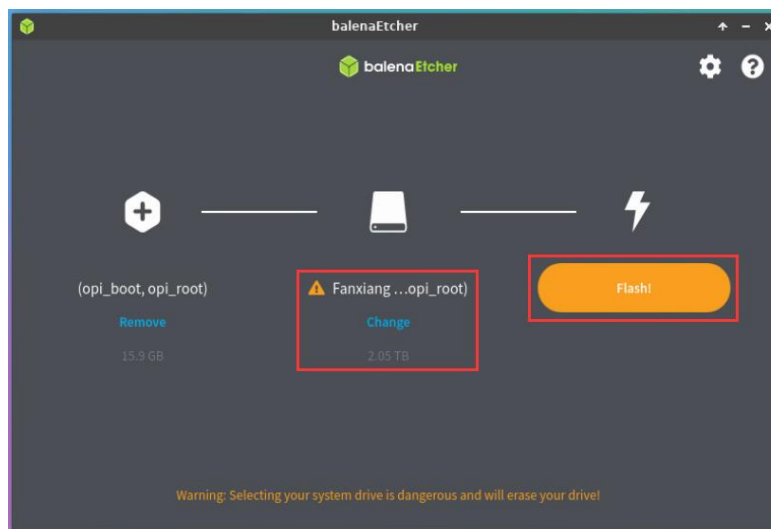 balenaEtcher
balenaEtcher
(opi_boot, opi_root)
Remove
15.9 GB
Fanxiang ...opi_root)
Change
2.05 TB
Flash!
Warning: Selecting your system drive is dangerous and will erase your drive!